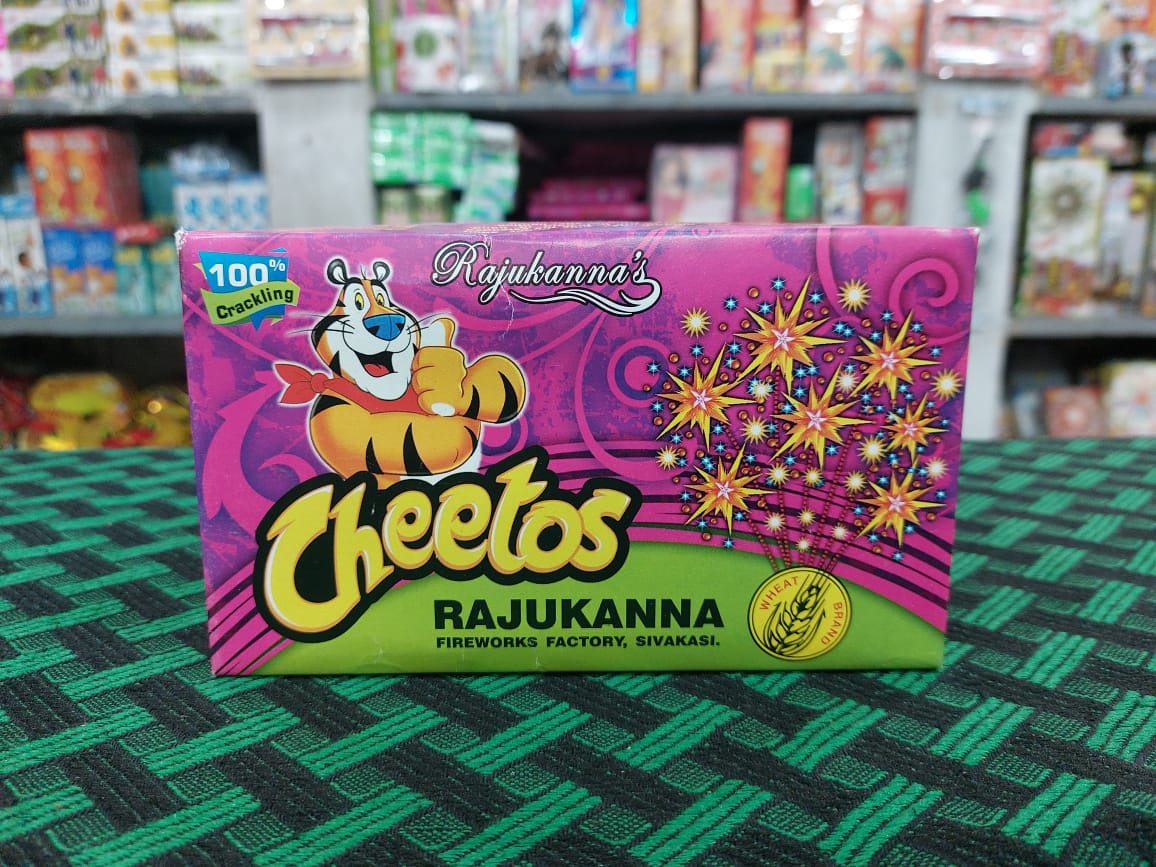 100%
Crackling
Rajukanna's
Cheetos
RAJUKANNA
FIREWORKS FACTORY, SIVAKASI.
WHEAT BRAND